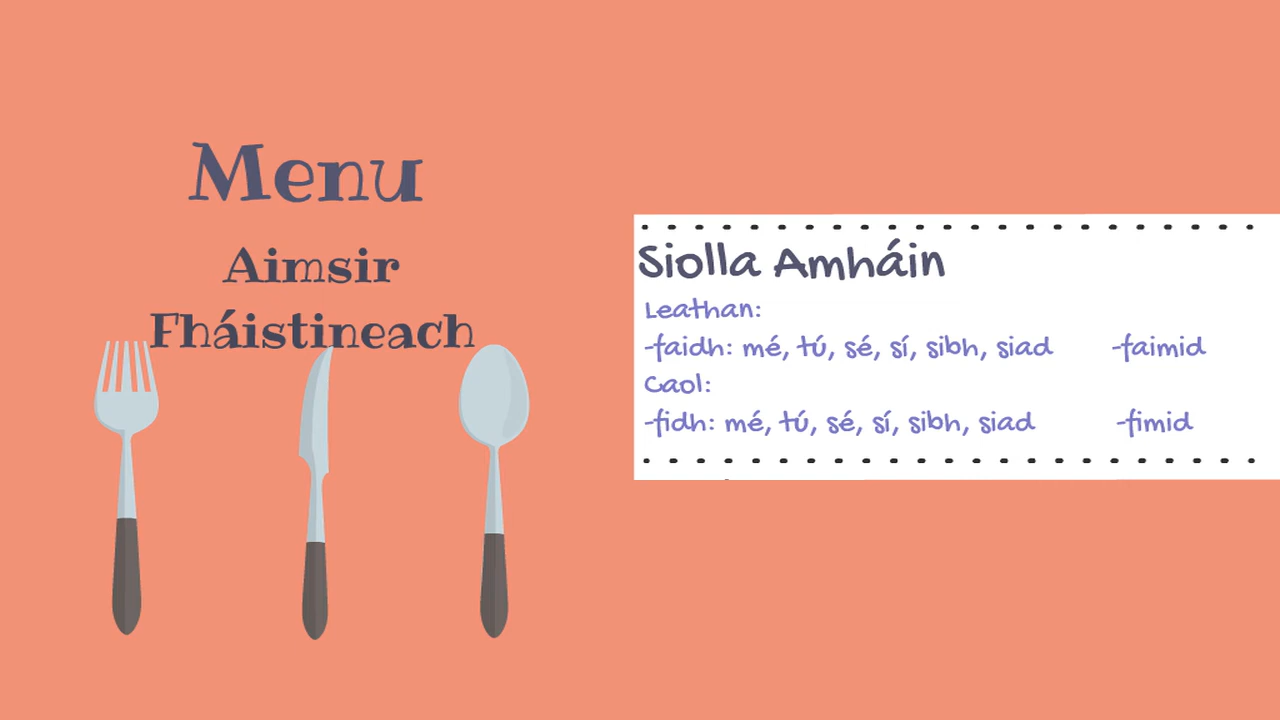 Menu
Aimsir
Fháistineach
Siolla Amháin
Leathan:
-faidh: mé, tú, sé, sí, sibh, siad -faimid
Caol:
-fidh: mé, tú, sé, sí, sibh, siad -fimid